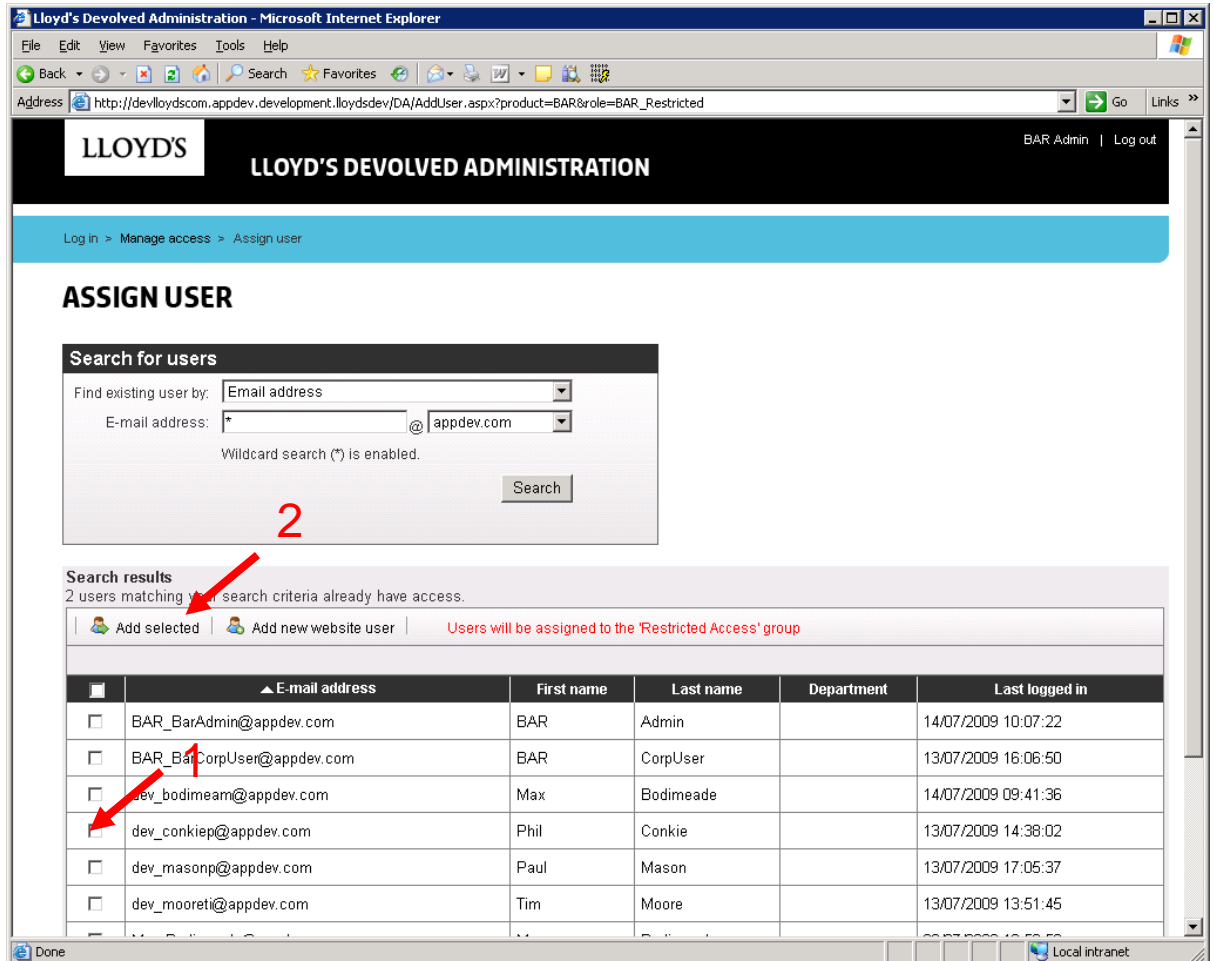 Lloyd's Devolved Administration - Microsoft Internet Explorer
File Edit View Favorites Tools Help
Back Search Favorites
Address http://devlloydscom.appdev.development.lloydsdev/DA/AddUser.aspx?product=BAR&role=BAR_Restricted Go Links »
LLOYD'S
BAR Admin | Log out
LLOYD'S DEVOLVED ADMINISTRATION
Log in > Manage access > Assign user
ASSIGN USER
Search for users
Find existing user by: Email address
E-mail address: * @ appdev.com
Wildcard search (*) is enabled.
Search
2
Search results
2 users matching your search criteria already have access.
Add selected | Add new website user | Users will be assigned to the 'Restricted Access' group
E-mail address First name Last name Department Last logged in
BAR_BarAdmin@appdev.com BAR Admin 14/07/2009 10:07:22
BAR_BarCorpUser@appdev.com BAR CorpUser 13/07/2009 16:06:50
1
dev_bodimeam@appdev.com Max Bodimeade 14/07/2009 09:41:36
dev_conkiep@appdev.com Phil Conkie 13/07/2009 14:38:02
dev_masonp@appdev.com Paul Mason 13/07/2009 17:05:37
dev_mooreti@appdev.com Tim Moore 13/07/2009 13:51:45
Done Local intranet